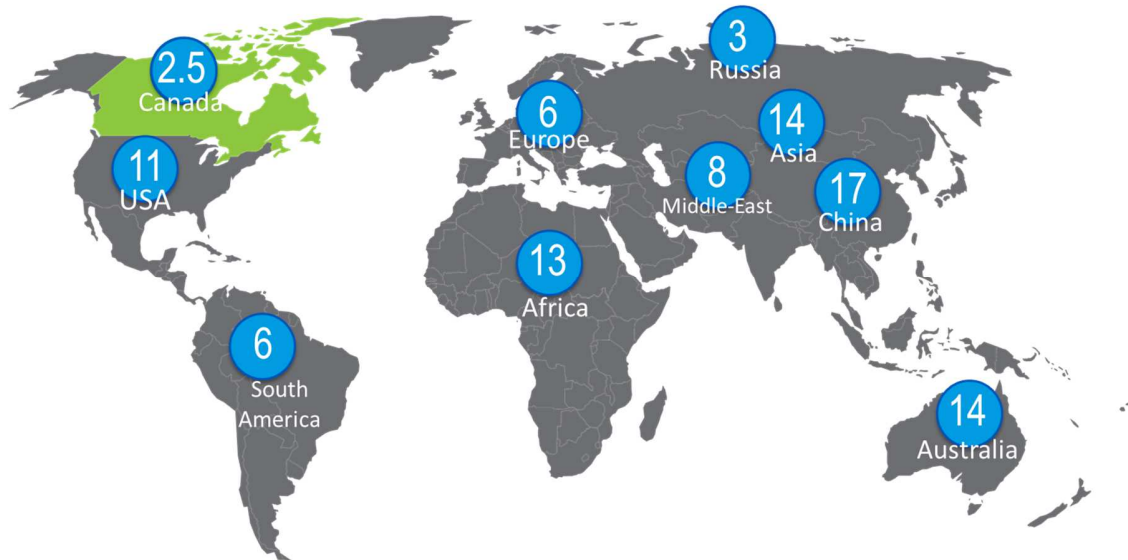 2.5
Canada
3
Russia
6
Europe
14
Asia
11
USA
8
Middle-East
17
China
13
Africa
6
South
America
14
Australia